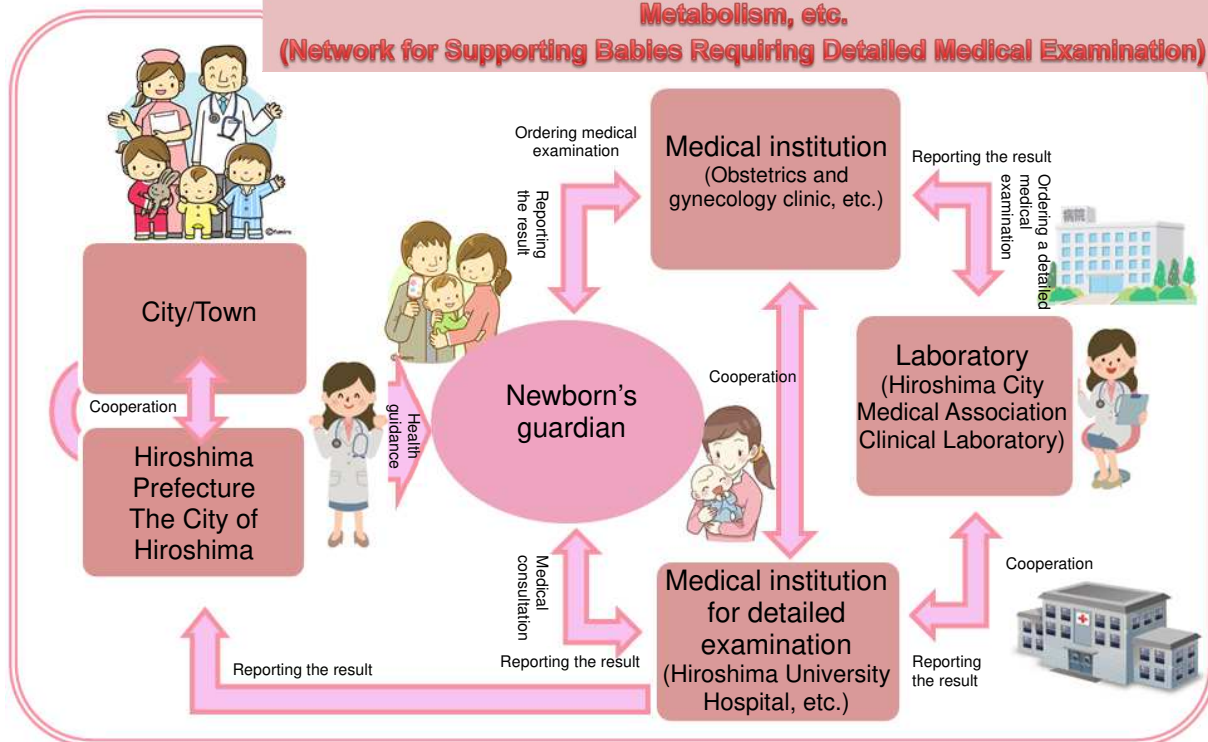 Metabolism, etc.
(Network for Supporting Babies Requiring Detailed Medical Examination)
City/Town
Cooperation
Hiroshima
Prefecture
The City of
Hiroshima
Health
guidance
Newborn's
guardian
Ordering medical
examination
Reporting
the result
Medical institution
(Obstetrics and
gynecology clinic, etc.)
Reporting the result
Ordering a detailed
medical
examination
病院
Laboratory
(Hiroshima City
Medical Association
Clinical Laboratory)
Cooperation
Medical
consultation
Reporting the result
Medical institution
for detailed
examination
(Hiroshima University
Hospital, etc.)
Cooperation
Reporting
the result
Reporting the result